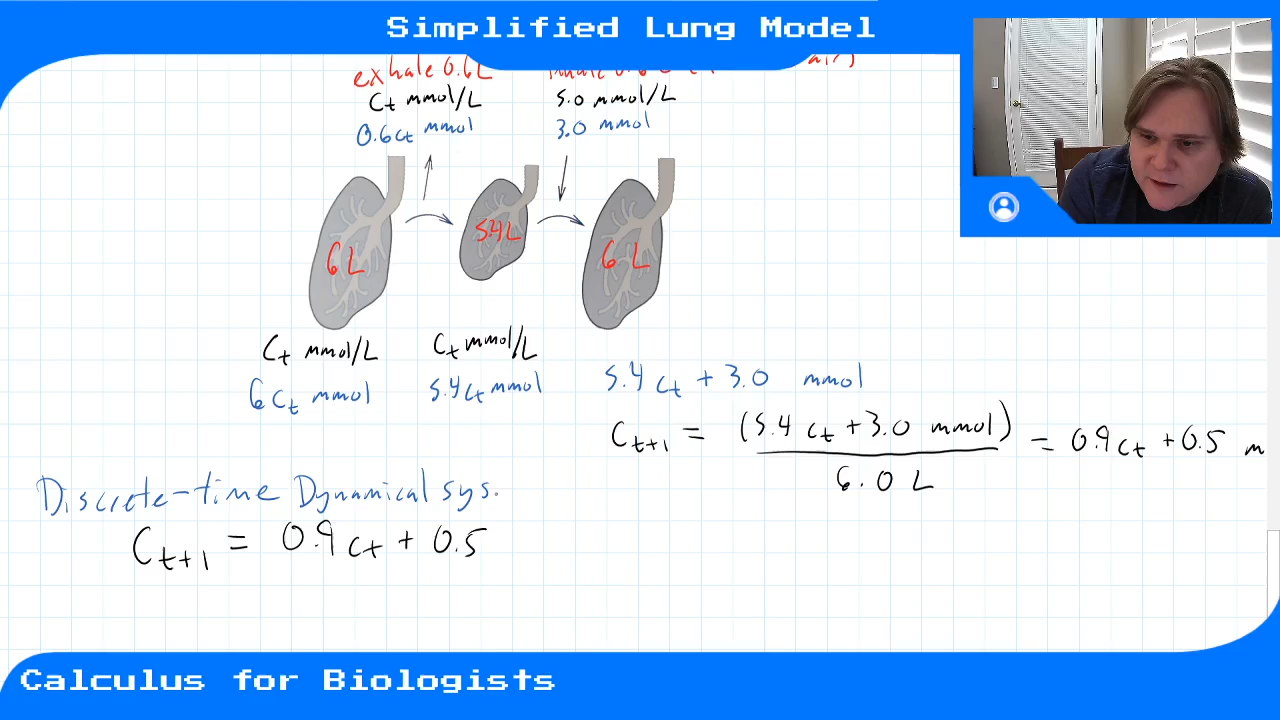 Simplified Lung Model
exhale 0.6L
Ct mmol/L
5.0 mmol/L
0.6Ct mmol
3.0 mmol
6L
5.4L
6 L
Ct mmol/L
Ct mmol/L
6Ct mmol
5.4Ct mmol
5.4 Ct + 3.0 mmol
Ct+1 = (5.4 Ct + 3.0 mmol) = 0.9Ct + 0.5 m
6.0 L
Discrete-time Dynamical sys.
Ct+1 = 0.9Ct + 0.5
Calculus for Biologists